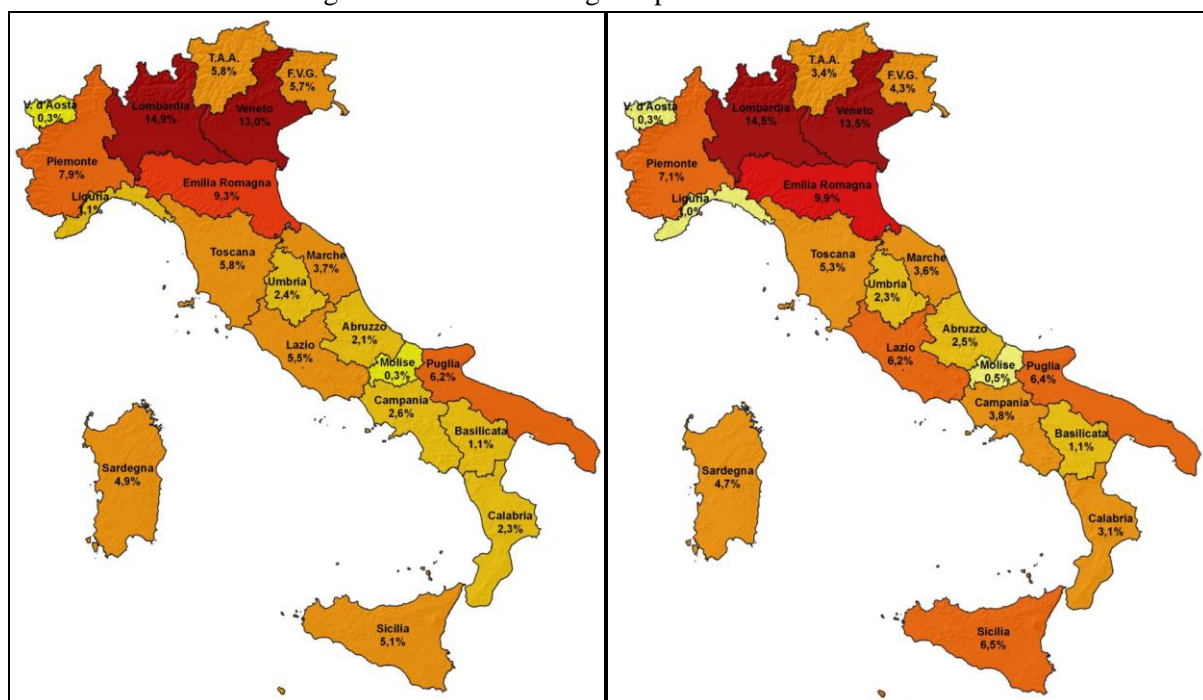 T.A.A.
5,8%
F.V.G.
5,7%
V. d'Aosta
0,3%
Lombardia
14,9%
Veneto
13,0%
Piemonte
7,9%
Emilia Romagna
9,3%
Liguria
1,1%
Toscana
5,8%
Marche
3,7%
Umbria
2,4%
Abruzzo
2,1%
Lazio
5,5%
Molise
0,3%
Puglia
6,2%
Campania
2,6%
Basilicata
1,1%
Sardegna
4,9%
Calabria
2,3%
Sicilia
5,1%
T.A.A.
3,4%
F.V.G.
4,3%
V. d'Aosta
0,3%
Lombardia
14,5%
Veneto
13,5%
Piemonte
7,1%
Emilia Romagna
9,9%
Liguria
1,0%
Toscana
5,3%
Marche
3,6%
Umbria
2,3%
Abruzzo
2,5%
Lazio
6,2%
Molise
0,5%
Puglia
6,4%
Campania
3,8%
Basilicata
1,1%
Sardegna
4,7%
Calabria
3,1%
Sicilia
6,5%